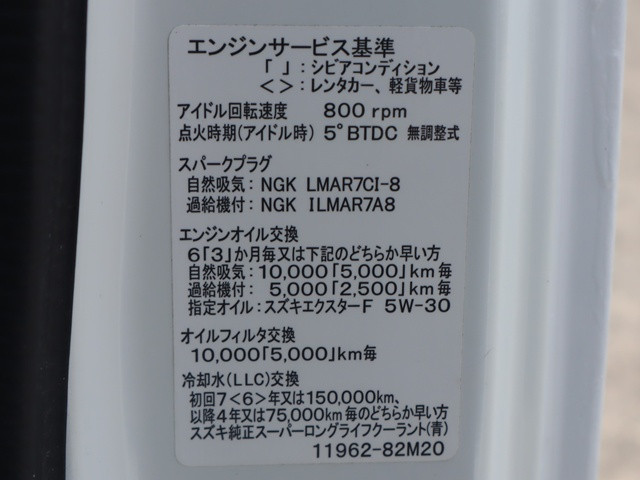 エンジンサービス基準
「 」：シビアコンディション
< >：レンタカー、軽貨物車等
アイドル回転速度 800 rpm
点火時期(アイドル時) 5°BTDC 無調整式
スパークプラグ
自然吸気：NGK LMAR7CI-8
過給機付：NGK ILMAR7A8
エンジンオイル交換
6「3」か月毎又は下記のどちらか早い方
自然吸気：10,000「5,000」km毎
過給機付： 5,000「2,500」km毎
指定オイル：スズキエクスターF 5W-30
オイルフィルタ交換
10,000「5,000」km毎
冷却水(LLC)交換
初回7<6>年又は150,000km、
以降4年又は75,000km毎のどちらか早い方
スズキ純正スーパーロングライフクーラント(青)
11962-82M20